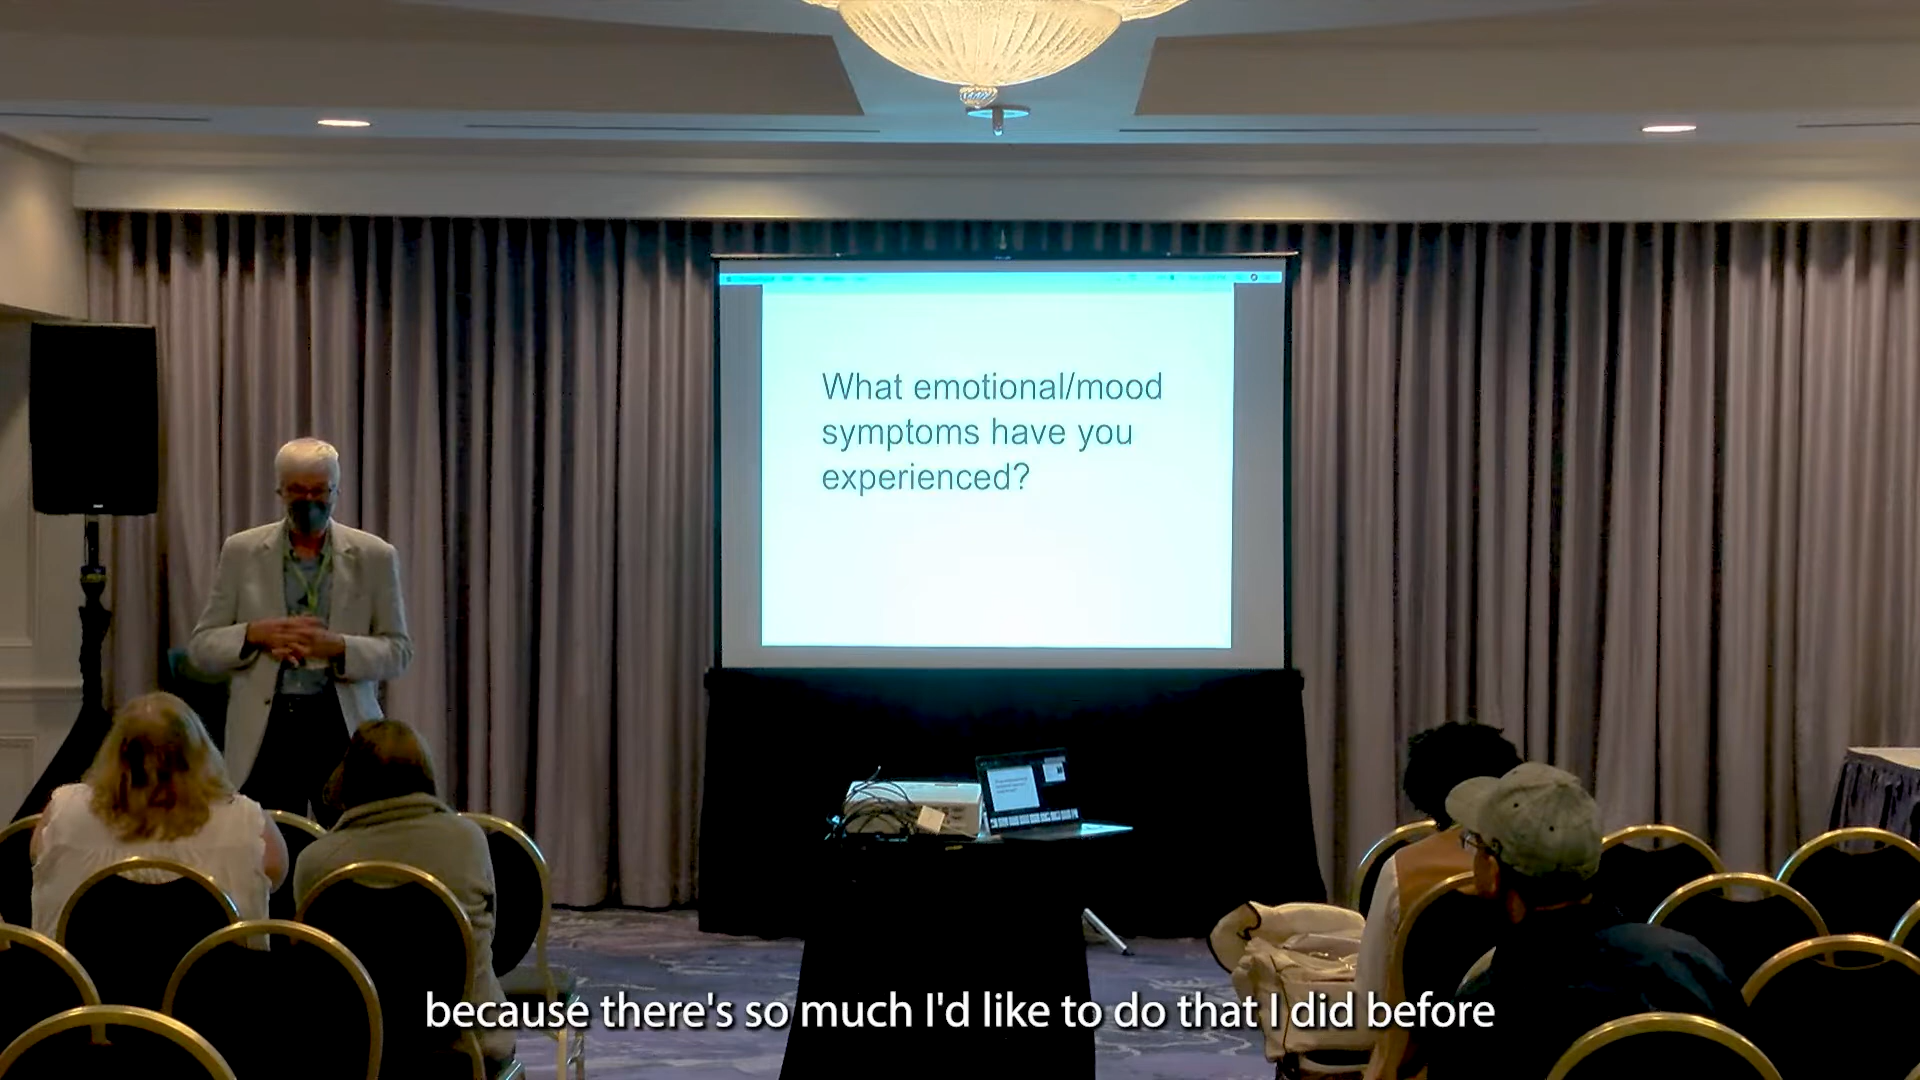 What emotional/mood
symptoms have you
experienced?
because there's so much I'd like to do that I did before